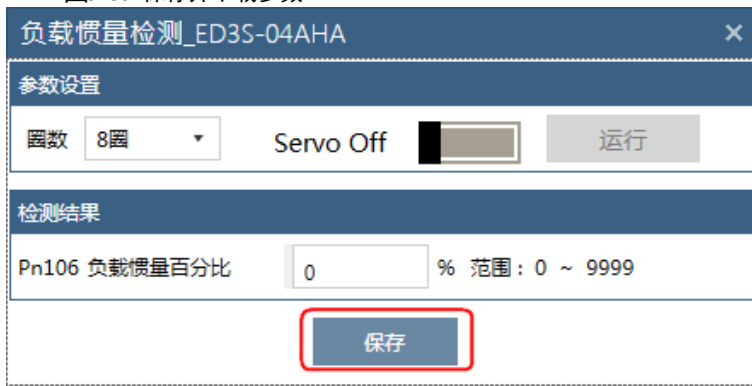 负载惯量检测_ED3S-04AHA ×
参数设置
圈数 8圈 Servo Off 运行
检测结果
Pn106 负载惯量百分比 0 % 范围：0 ~ 9999
保存